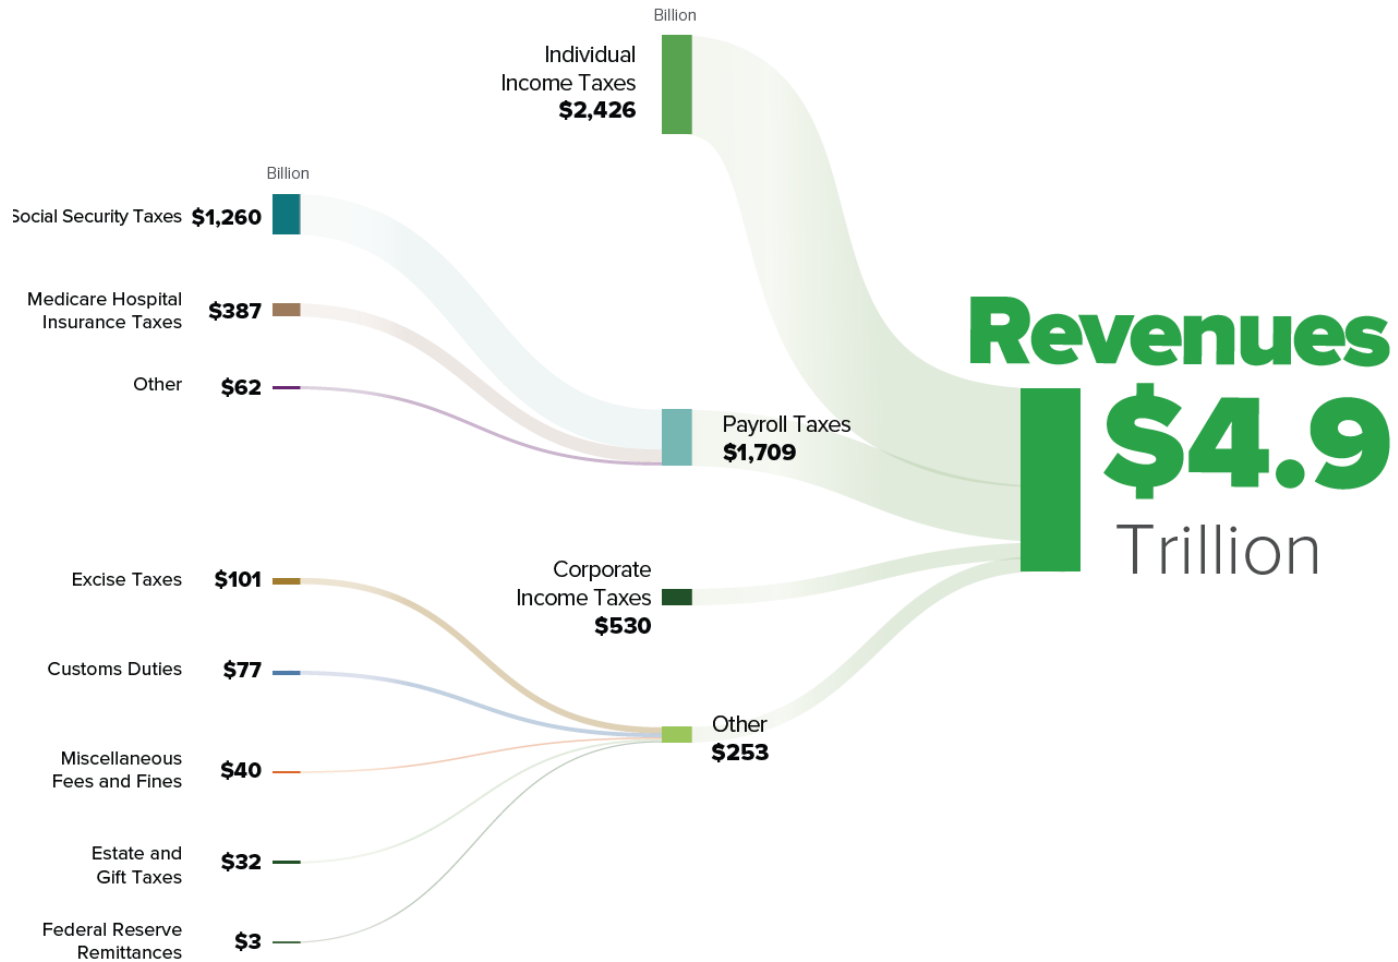 Billion
Individual
Income Taxes
$2,426
Billion
Social Security Taxes $1,260
Medicare Hospital
Insurance Taxes
$387
Other $62
Payroll Taxes
$1,709
Revenues
$4.9
Trillion
Excise Taxes $101
Corporate
Income Taxes
$530
Customs Duties $77
Other
$253
Miscellaneous
Fees and Fines
$40
Estate and
Gift Taxes
$32
Federal Reserve
Remittances
$3